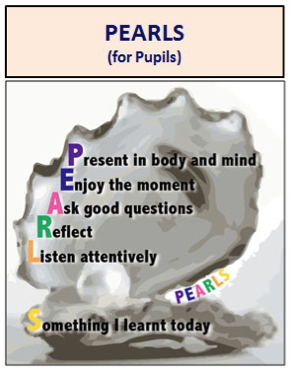 PEARLS
(for Pupils)
Present in body and mind
Enjoy the moment
Ask good questions
Reflect
Listen attentively
PEARLS
Something I learnt today